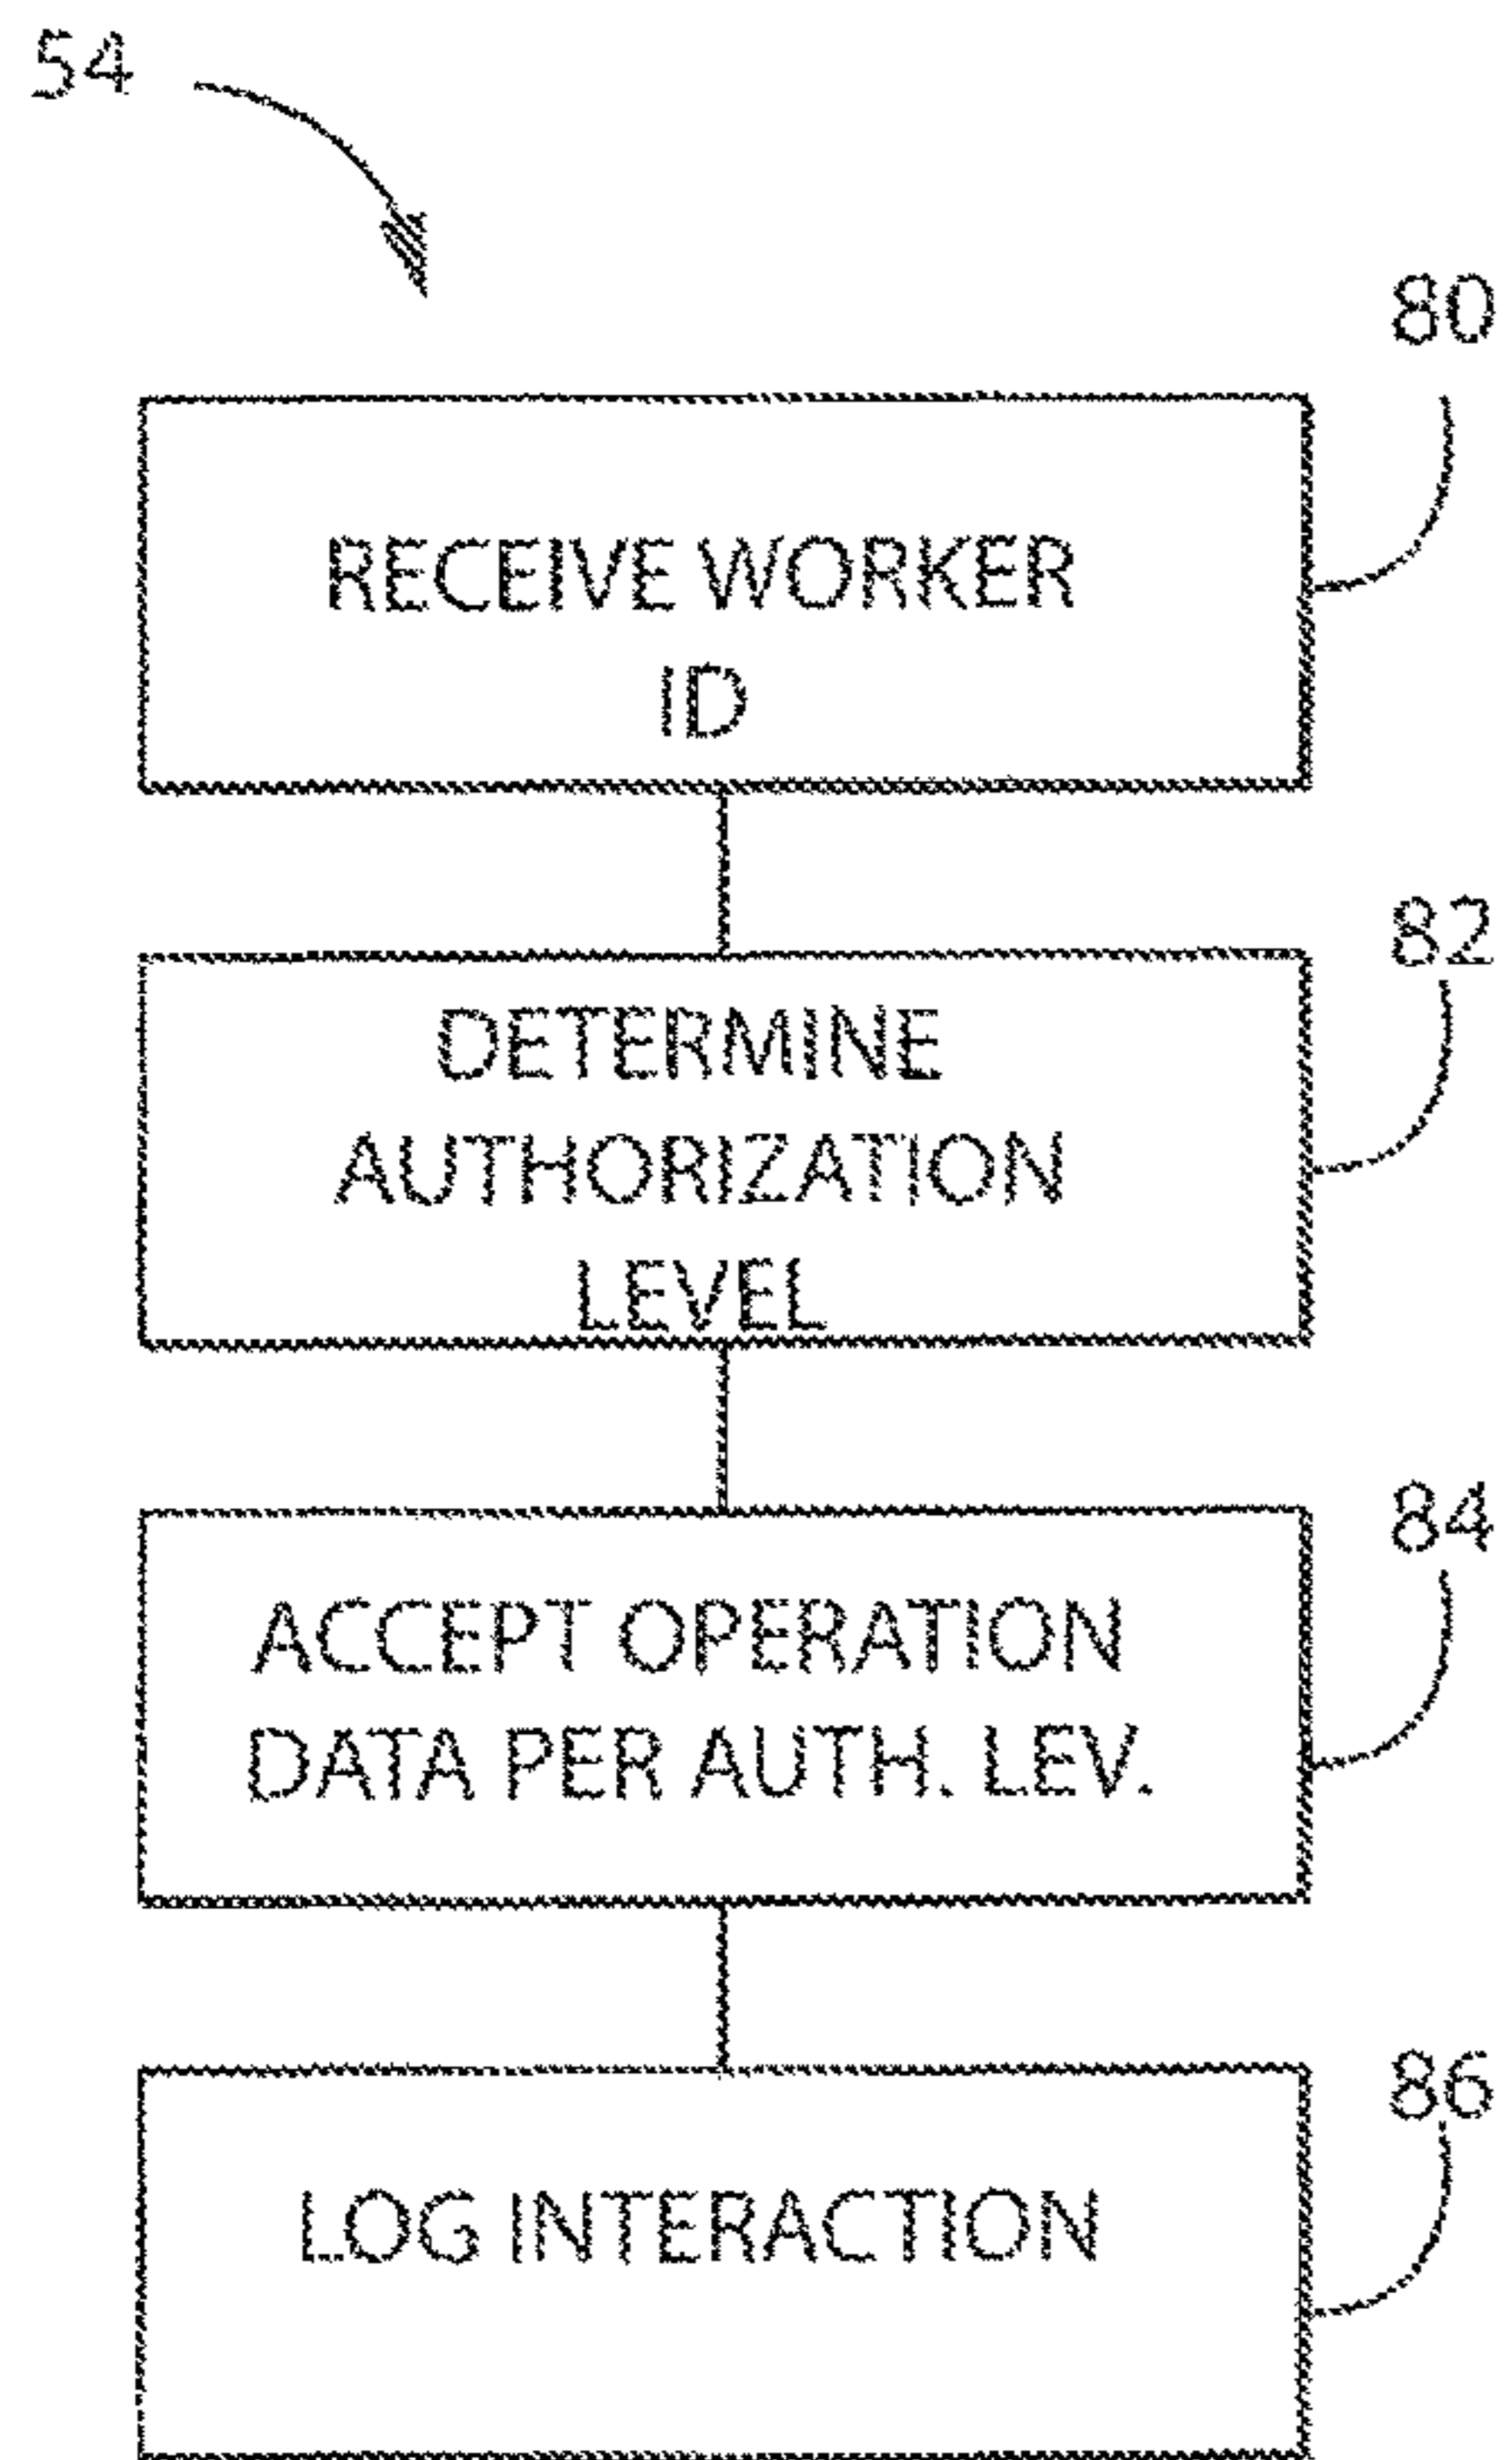 54
80
RECEIVE WORKER
ID
82
DETERMINE
AUTHORIZATION
LEVEL
84
ACCEPT OPERATION
DATA PER AUTH. LEV.
86
LOG INTERACTION